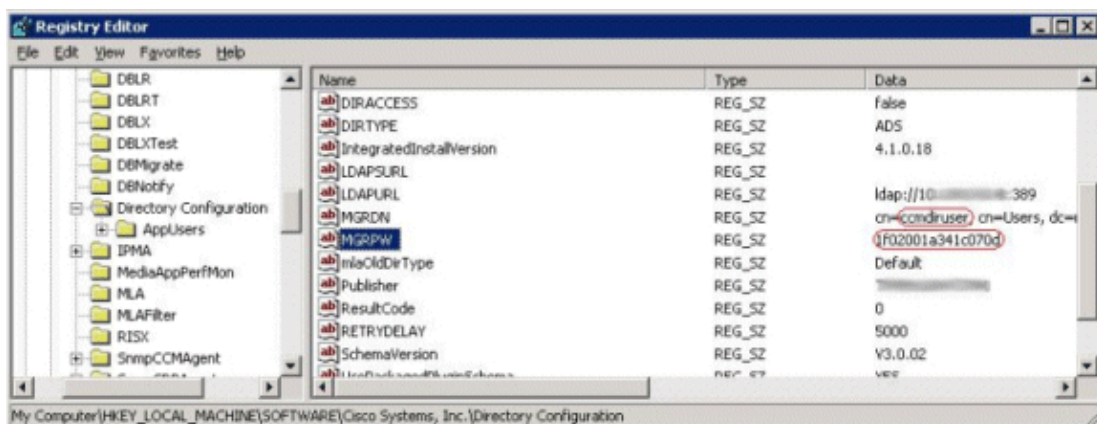 Registry Editor
File Edit View Favorites Help
DBLR
DBLRT
DBLX
DBLXTest
DBMigrate
DBNotify
Directory Configuration
AppUsers
IPMA
MediaAppPerfMon
MLA
MLAFilter
RISX
SnmpCCMAgent
Name Type Data
DIRACCESS REG_SZ false
DIRTYPE REG_SZ ADS
IntegratedInstallVersion REG_SZ 4.1.0.18
LDAPSURL REG_SZ
LDAPURL REG_SZ ldap://10 :389
MGRDN REG_SZ cn=ccmdiruser, cn=Users, dc=
MGRPW REG_SZ 1f02001a341c070d
mlaOldDirType REG_SZ Default
Publisher REG_SZ
ResultCode REG_SZ 0
RETRYDELAY REG_SZ 5000
SchemaVersion REG_SZ V3.0.02
UsePackagedPluginSchema REG_SZ YES
My Computer\HKEY_LOCAL_MACHINE\SOFTWARE\Cisco Systems, Inc.\Directory Configuration